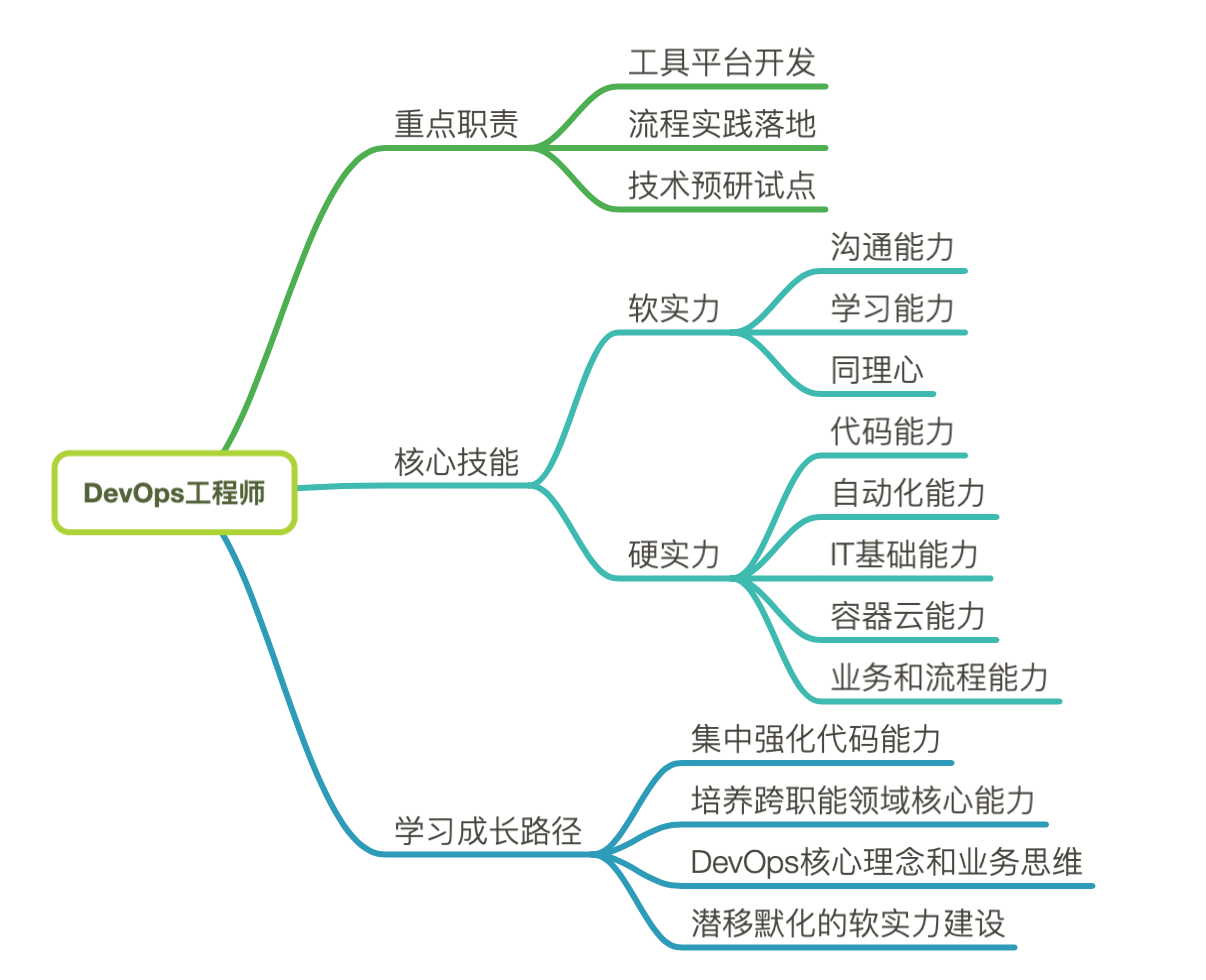 DevOps工程师
重点职责
工具平台开发
流程实践落地
技术预研试点
核心技能
软实力
沟通能力
学习能力
同理心
硬实力
代码能力
自动化能力
IT基础能力
容器云能力
业务和流程能力
学习成长路径
集中强化代码能力
培养跨职能领域核心能力
DevOps核心理念和业务思维
潜移默化的软实力建设